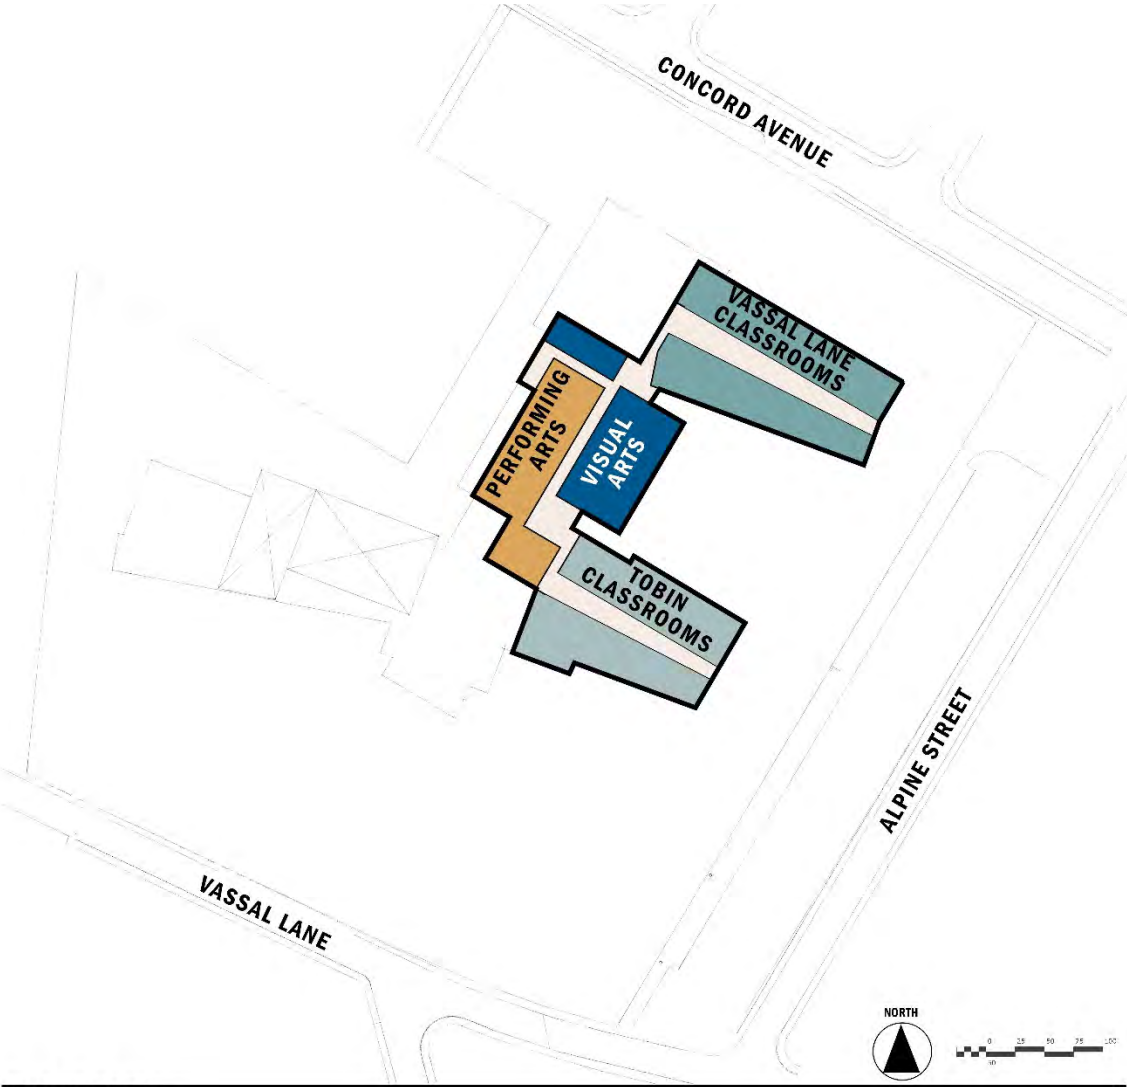 CONCORD AVENUE
VASSAL LANE
CLASSROOMS
PERFORMING
ARTS
VISUAL
ARTS
TOBIN
CLASSROOMS
ALPINE STREET
VASSAL LANE
NORTH
0 25 50 75 100
50